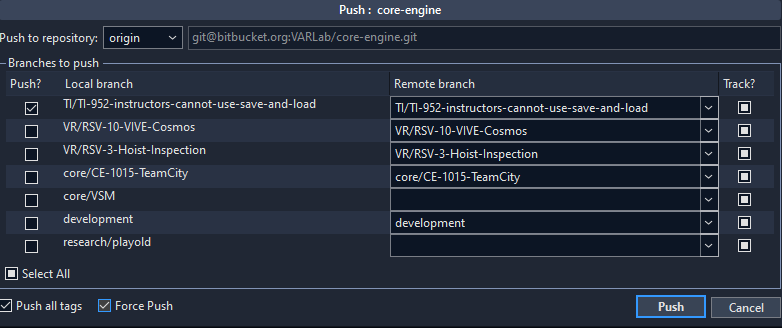 Push : core-engine
Push to repository: origin git@bitbucket.org:VARLab/core-engine.git
Branches to push
Push? Local branch Remote branch Track?
TI/TI-952-instructors-cannot-use-save-and-load TI/TI-952-instructors-cannot-use-save-and-load
VR/RSV-10-VIVE-Cosmos VR/RSV-10-VIVE-Cosmos
VR/RSV-3-Hoist-Inspection VR/RSV-3-Hoist-Inspection
core/CE-1015-TeamCity core/CE-1015-TeamCity
core/VSM
development development
research/playold
Select All
Push all tags Force Push Push Cancel